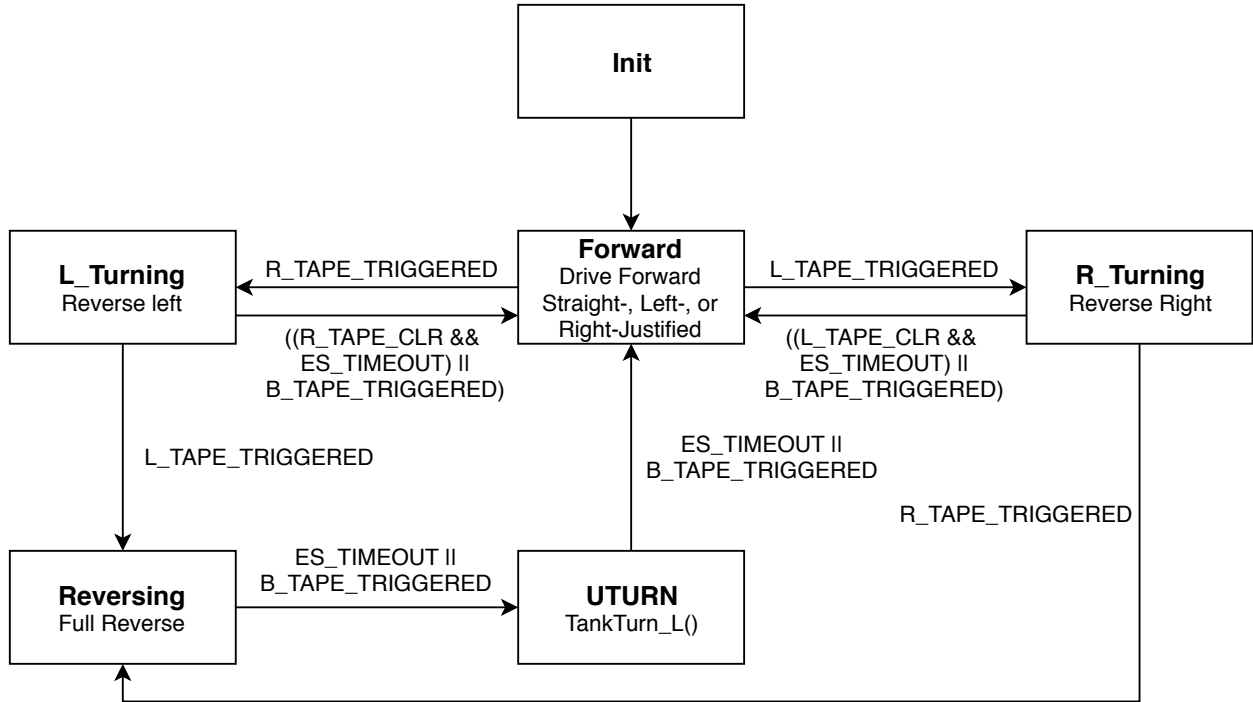 Init
L_Turning
Reverse left
R_TAPE_TRIGGERED
((R_TAPE_CLR &&
ES_TIMEOUT) ||
B_TAPE_TRIGGERED)
Forward
Drive Forward
Straight-, Left-, or
Right-Justified
L_TAPE_TRIGGERED
((L_TAPE_CLR &&
ES_TIMEOUT) ||
B_TAPE_TRIGGERED)
R_Turning
Reverse Right
L_TAPE_TRIGGERED
ES_TIMEOUT ||
B_TAPE_TRIGGERED
R_TAPE_TRIGGERED
Reversing
Full Reverse
ES_TIMEOUT ||
B_TAPE_TRIGGERED
UTURN
TankTurn_L()